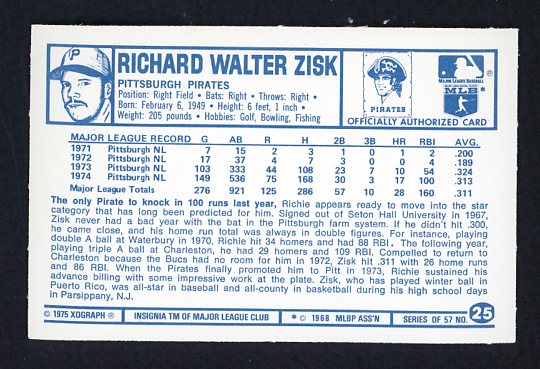 RICHARD WALTER ZISK
PITTSBURGH PIRATES
Position: Right Field • Bats: Right • Throws: Right
Born: February 6, 1949 • Height: 6 feet, 1 inch
Weight: 205 pounds • Hobbies: Golf, Bowling, Fishing
P
PIRATES
MAJOR LEAGUE BASEBALL
MLB*
OFFICIALLY AUTHORIZED CARD
MAJOR LEAGUE RECORD G AB R H 2B 3B HR RBI AVG.
1971 Pittsburgh NL 7 15 2 3 1 0 1 2 .200
1972 Pittsburgh NL 17 37 4 7 3 0 0 4 .189
1973 Pittsburgh NL 103 333 44 108 23 7 10 54 .324
1974 Pittsburgh NL 149 536 75 168 30 3 17 100 .313
Major League Totals 276 921 125 286 57 10 28 160 .311
The only Pirate to knock in 100 runs last year, Richie appears ready to move into the star
category that has long been predicted for him. Signed out of Seton Hall University in 1967,
Zisk never had a bad year with the bat in the Pittsburgh farm system. If he didn't hit .300,
he came close, and his home run total was always in double figures. For instance, playing
double A ball at Waterbury in 1970, Richie hit 34 homers and had 88 RBI. The following year,
playing triple A ball at Charleston, he had 29 homers and 109 RBI. Compelled to return to
Charleston because the Bucs had no room for him in 1972, Zisk hit .311 with 26 home runs
and 86 RBI. When the Pirates finally promoted him to Pitt in 1973, Richie sustained his
advance billing with some impressive work at the plate. Zisk, who has played winter ball in
Puerto Rico, was all-star in baseball and all-county in basketball during his high school days
in Parsippany, N.J.
© 1975 XOGRAPH® INSIGNIA TM OF MAJOR LEAGUE CLUB * © 1968 MLBP ASS'N SERIES OF 57 NO. 25